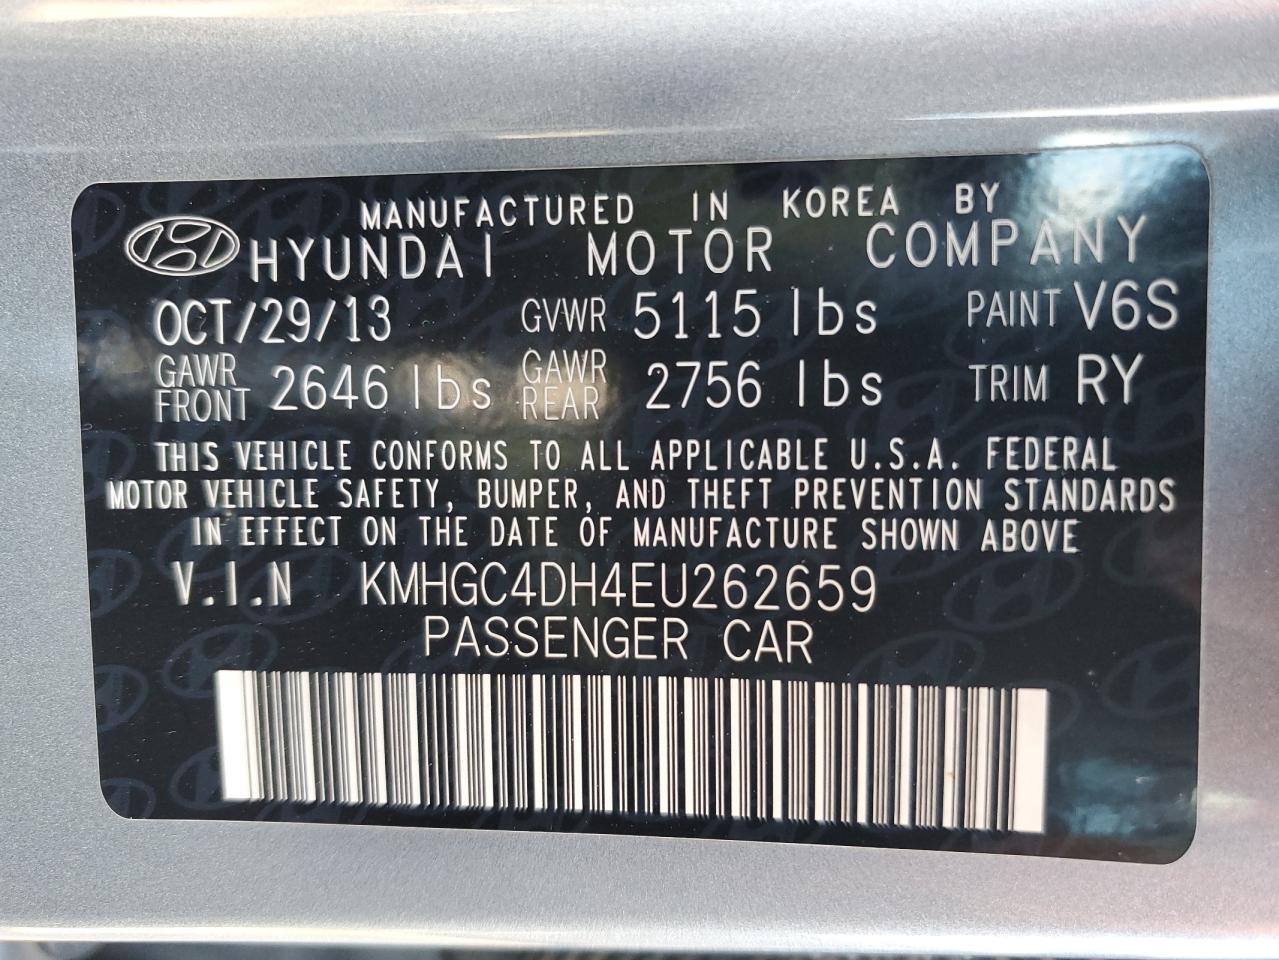 MANUFACTURED IN KOREA BY
HYUNDAI MOTOR COMPANY
OCT/29/13 GVWR 5115 lbs PAINT V6S
GAWR FRONT 2646 lbs GAWR REAR 2756 lbs TRIM RY
THIS VEHICLE CONFORMS TO ALL APPLICABLE U.S.A. FEDERAL
MOTOR VEHICLE SAFETY, BUMPER, AND THEFT PREVENTION STANDARDS
IN EFFECT ON THE DATE OF MANUFACTURE SHOWN ABOVE
V.I.N KMHGC4DH4EU262659
PASSENGER CAR